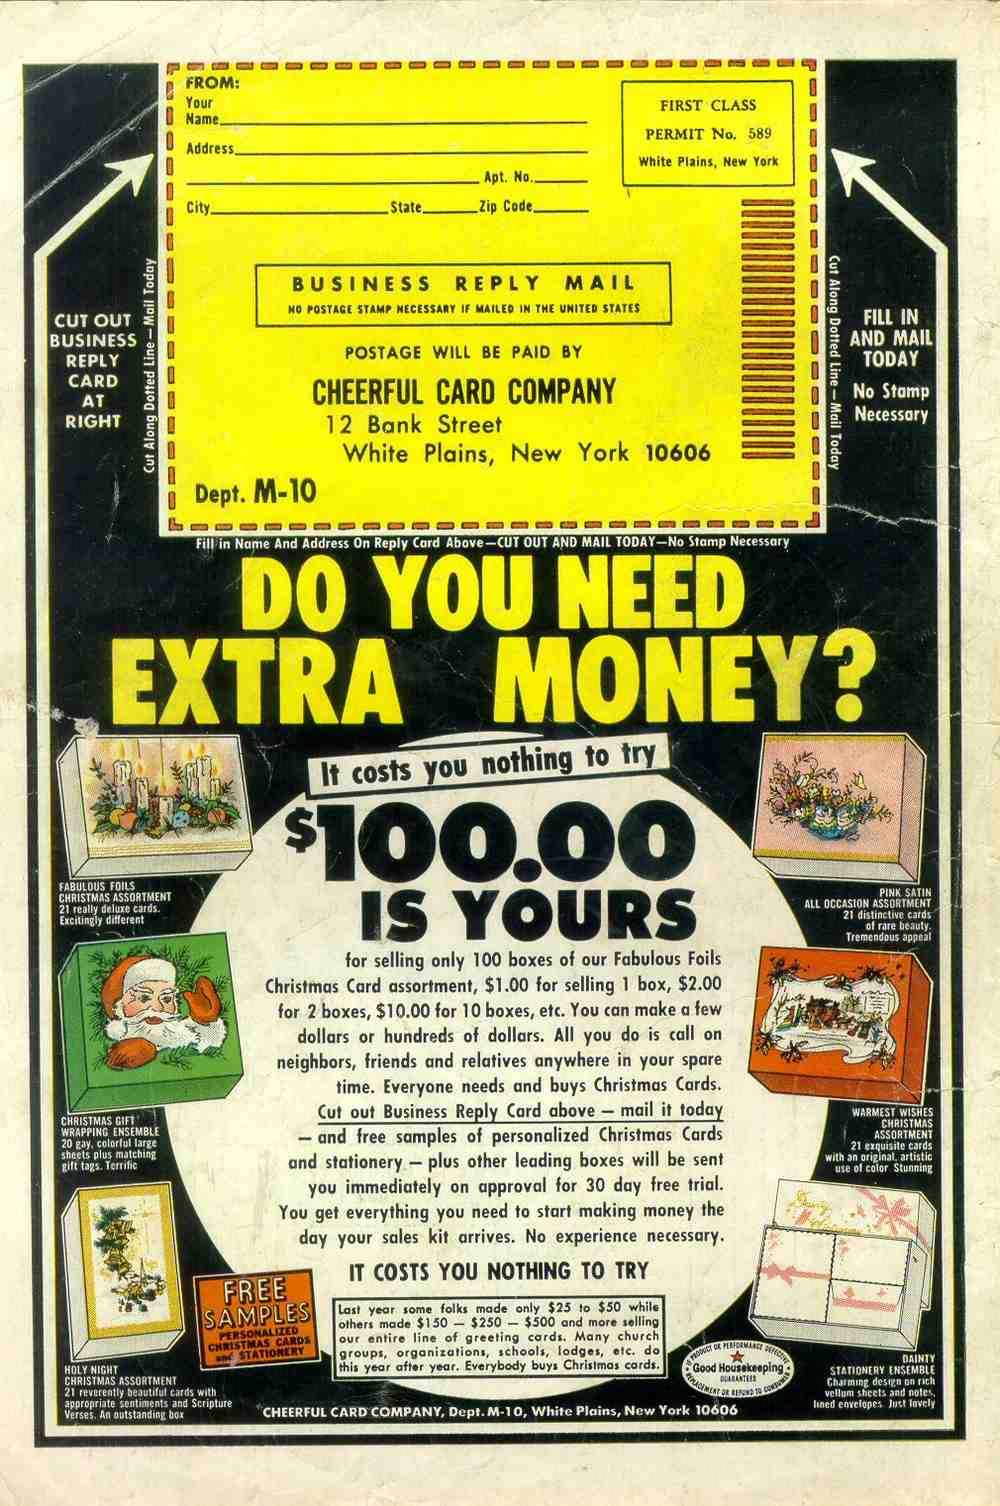 FROM:
Your
Name
Address
Apt. No.
City State Zip Code
FIRST CLASS
PERMIT No. 589
White Plains, New York
BUSINESS REPLY MAIL
NO POSTAGE STAMP NECESSARY IF MAILED IN THE UNITED STATES
POSTAGE WILL BE PAID BY
CHEERFUL CARD COMPANY
12 Bank Street
White Plains, New York 10606
Dept. M-10
CUT OUT
BUSINESS
REPLY
CARD
AT
RIGHT
Cut Along Dotted Line — Mail Today
Cut Along Dotted Line — Mail Today
FILL IN
AND MAIL
TODAY
No Stamp
Necessary
Fill in Name And Address On Reply Card Above—CUT OUT AND MAIL TODAY—No Stamp Necessary
DO YOU NEED
EXTRA MONEY?
It costs you nothing to try
$100.00
IS YOURS
for selling only 100 boxes of our Fabulous Foils
Christmas Card assortment, $1.00 for selling 1 box, $2.00
for 2 boxes, $10.00 for 10 boxes, etc. You can make a few
dollars or hundreds of dollars. All you do is call on
neighbors, friends and relatives anywhere in your spare
time. Everyone needs and buys Christmas Cards.
Cut out Business Reply Card above — mail it today
— and free samples of personalized Christmas Cards
and stationery — plus other leading boxes will be sent
you immediately on approval for 30 day free trial.
You get everything you need to start making money the
day your sales kit arrives. No experience necessary.
IT COSTS YOU NOTHING TO TRY
Last year some folks made only $25 to $50 while
others made $150 — $250 — $500 and more selling
our entire line of greeting cards. Many church
groups, organizations, schools, lodges, etc. do
this year after year. Everybody buys Christmas cards.
FABULOUS FOILS
CHRISTMAS ASSORTMENT
21 really deluxe cards.
Excitingly different
CHRISTMAS GIFT
WRAPPING ENSEMBLE
20 gay, colorful large
sheets plus matching
gift tags. Terrific
HOLY NIGHT
CHRISTMAS ASSORTMENT
21 reverently beautiful cards with
appropriate sentiments and Scripture
Verses. An outstanding box
FREE
SAMPLES
PERSONALIZED
CHRISTMAS CARDS
and STATIONERY
PINK SATIN
ALL OCCASION ASSORTMENT
21 distinctive cards
of rare beauty.
Tremendous appeal
WARMEST WISHES
CHRISTMAS
ASSORTMENT
21 exquisite cards
with an original, artistic
use of color Stunning
DAINTY
STATIONERY ENSEMBLE
Charming design on rich
vellum sheets and notes,
lined envelopes. Just lovely
IF PRODUCT OR PERFORMANCE DEFECTIVE
Good Housekeeping
GUARANTEES
REPLACEMENT OR REFUND TO CONSUMER
CHEERFUL CARD COMPANY, Dept. M-10, White Plains, New York 10606